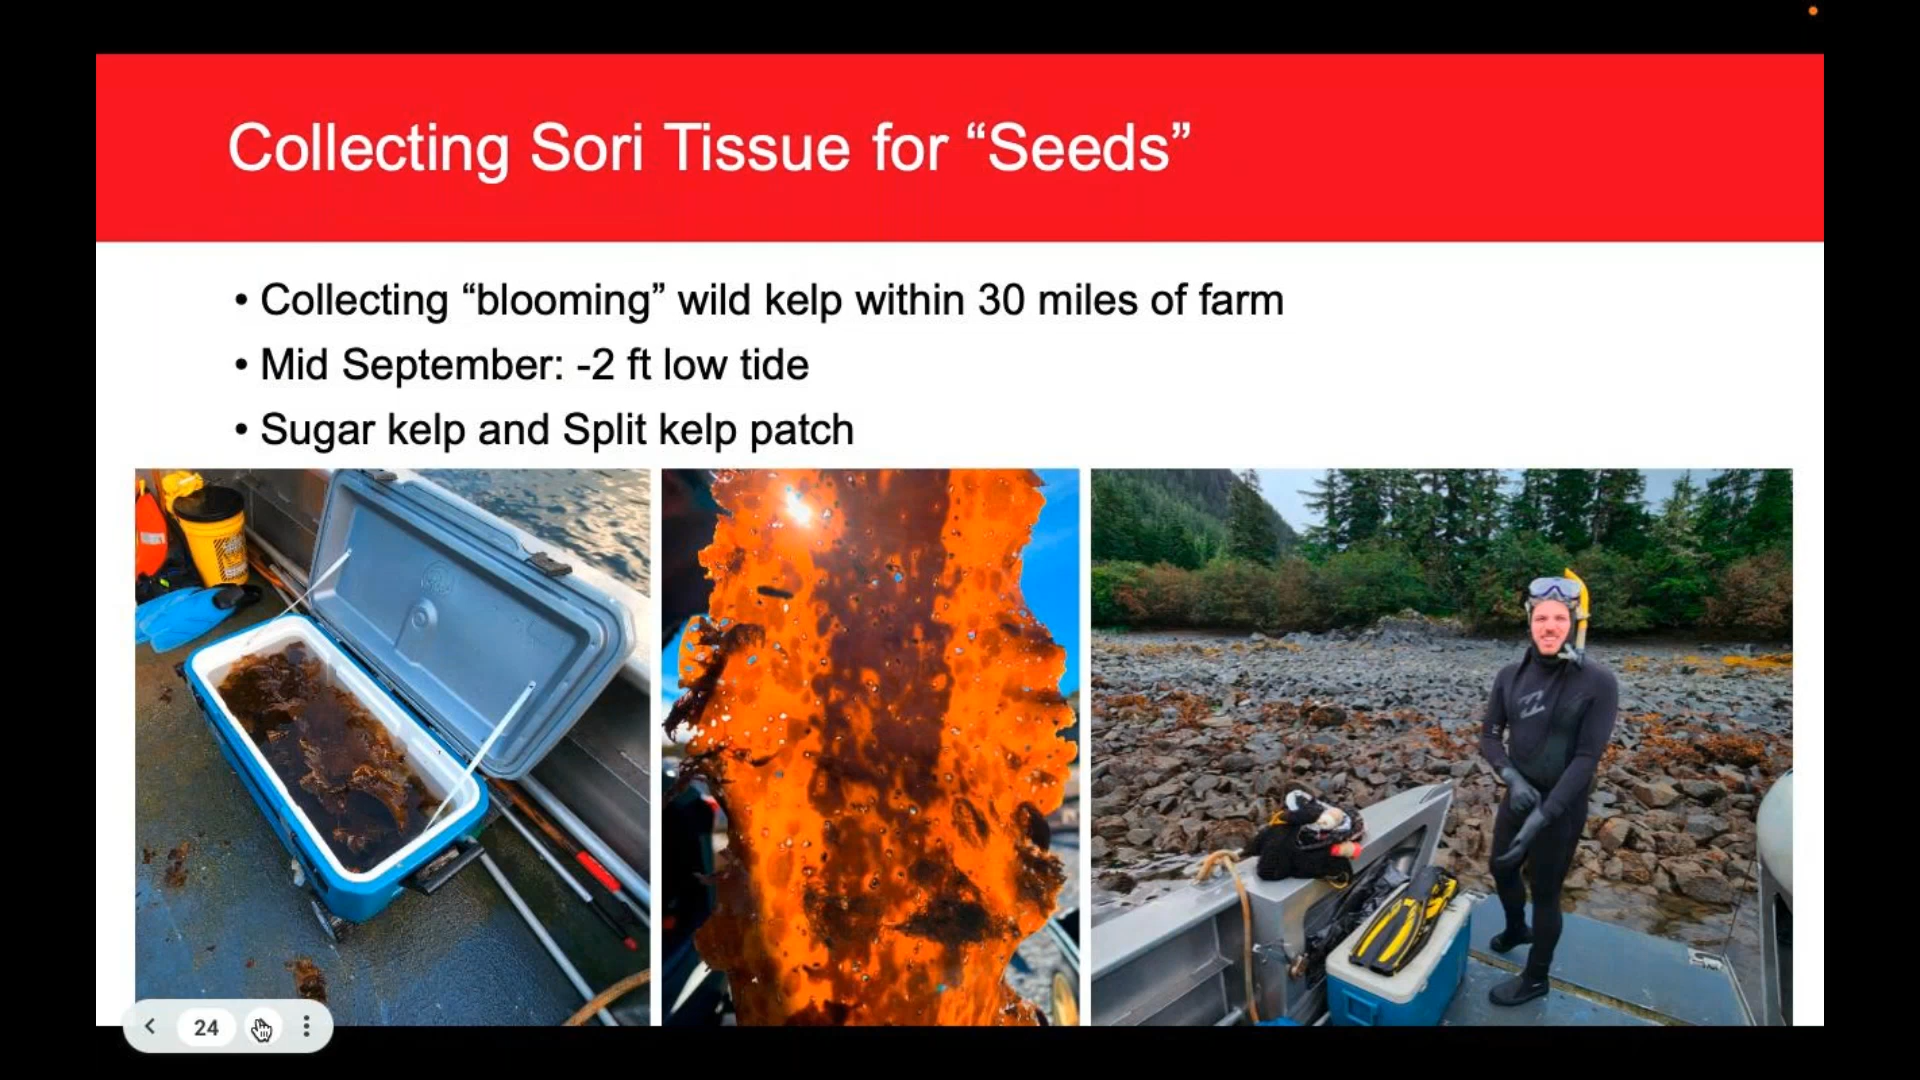 Collecting Sori Tissue for “Seeds”
• Collecting “blooming” wild kelp within 30 miles of farm
• Mid September: -2 ft low tide
• Sugar kelp and Split kelp patch
24